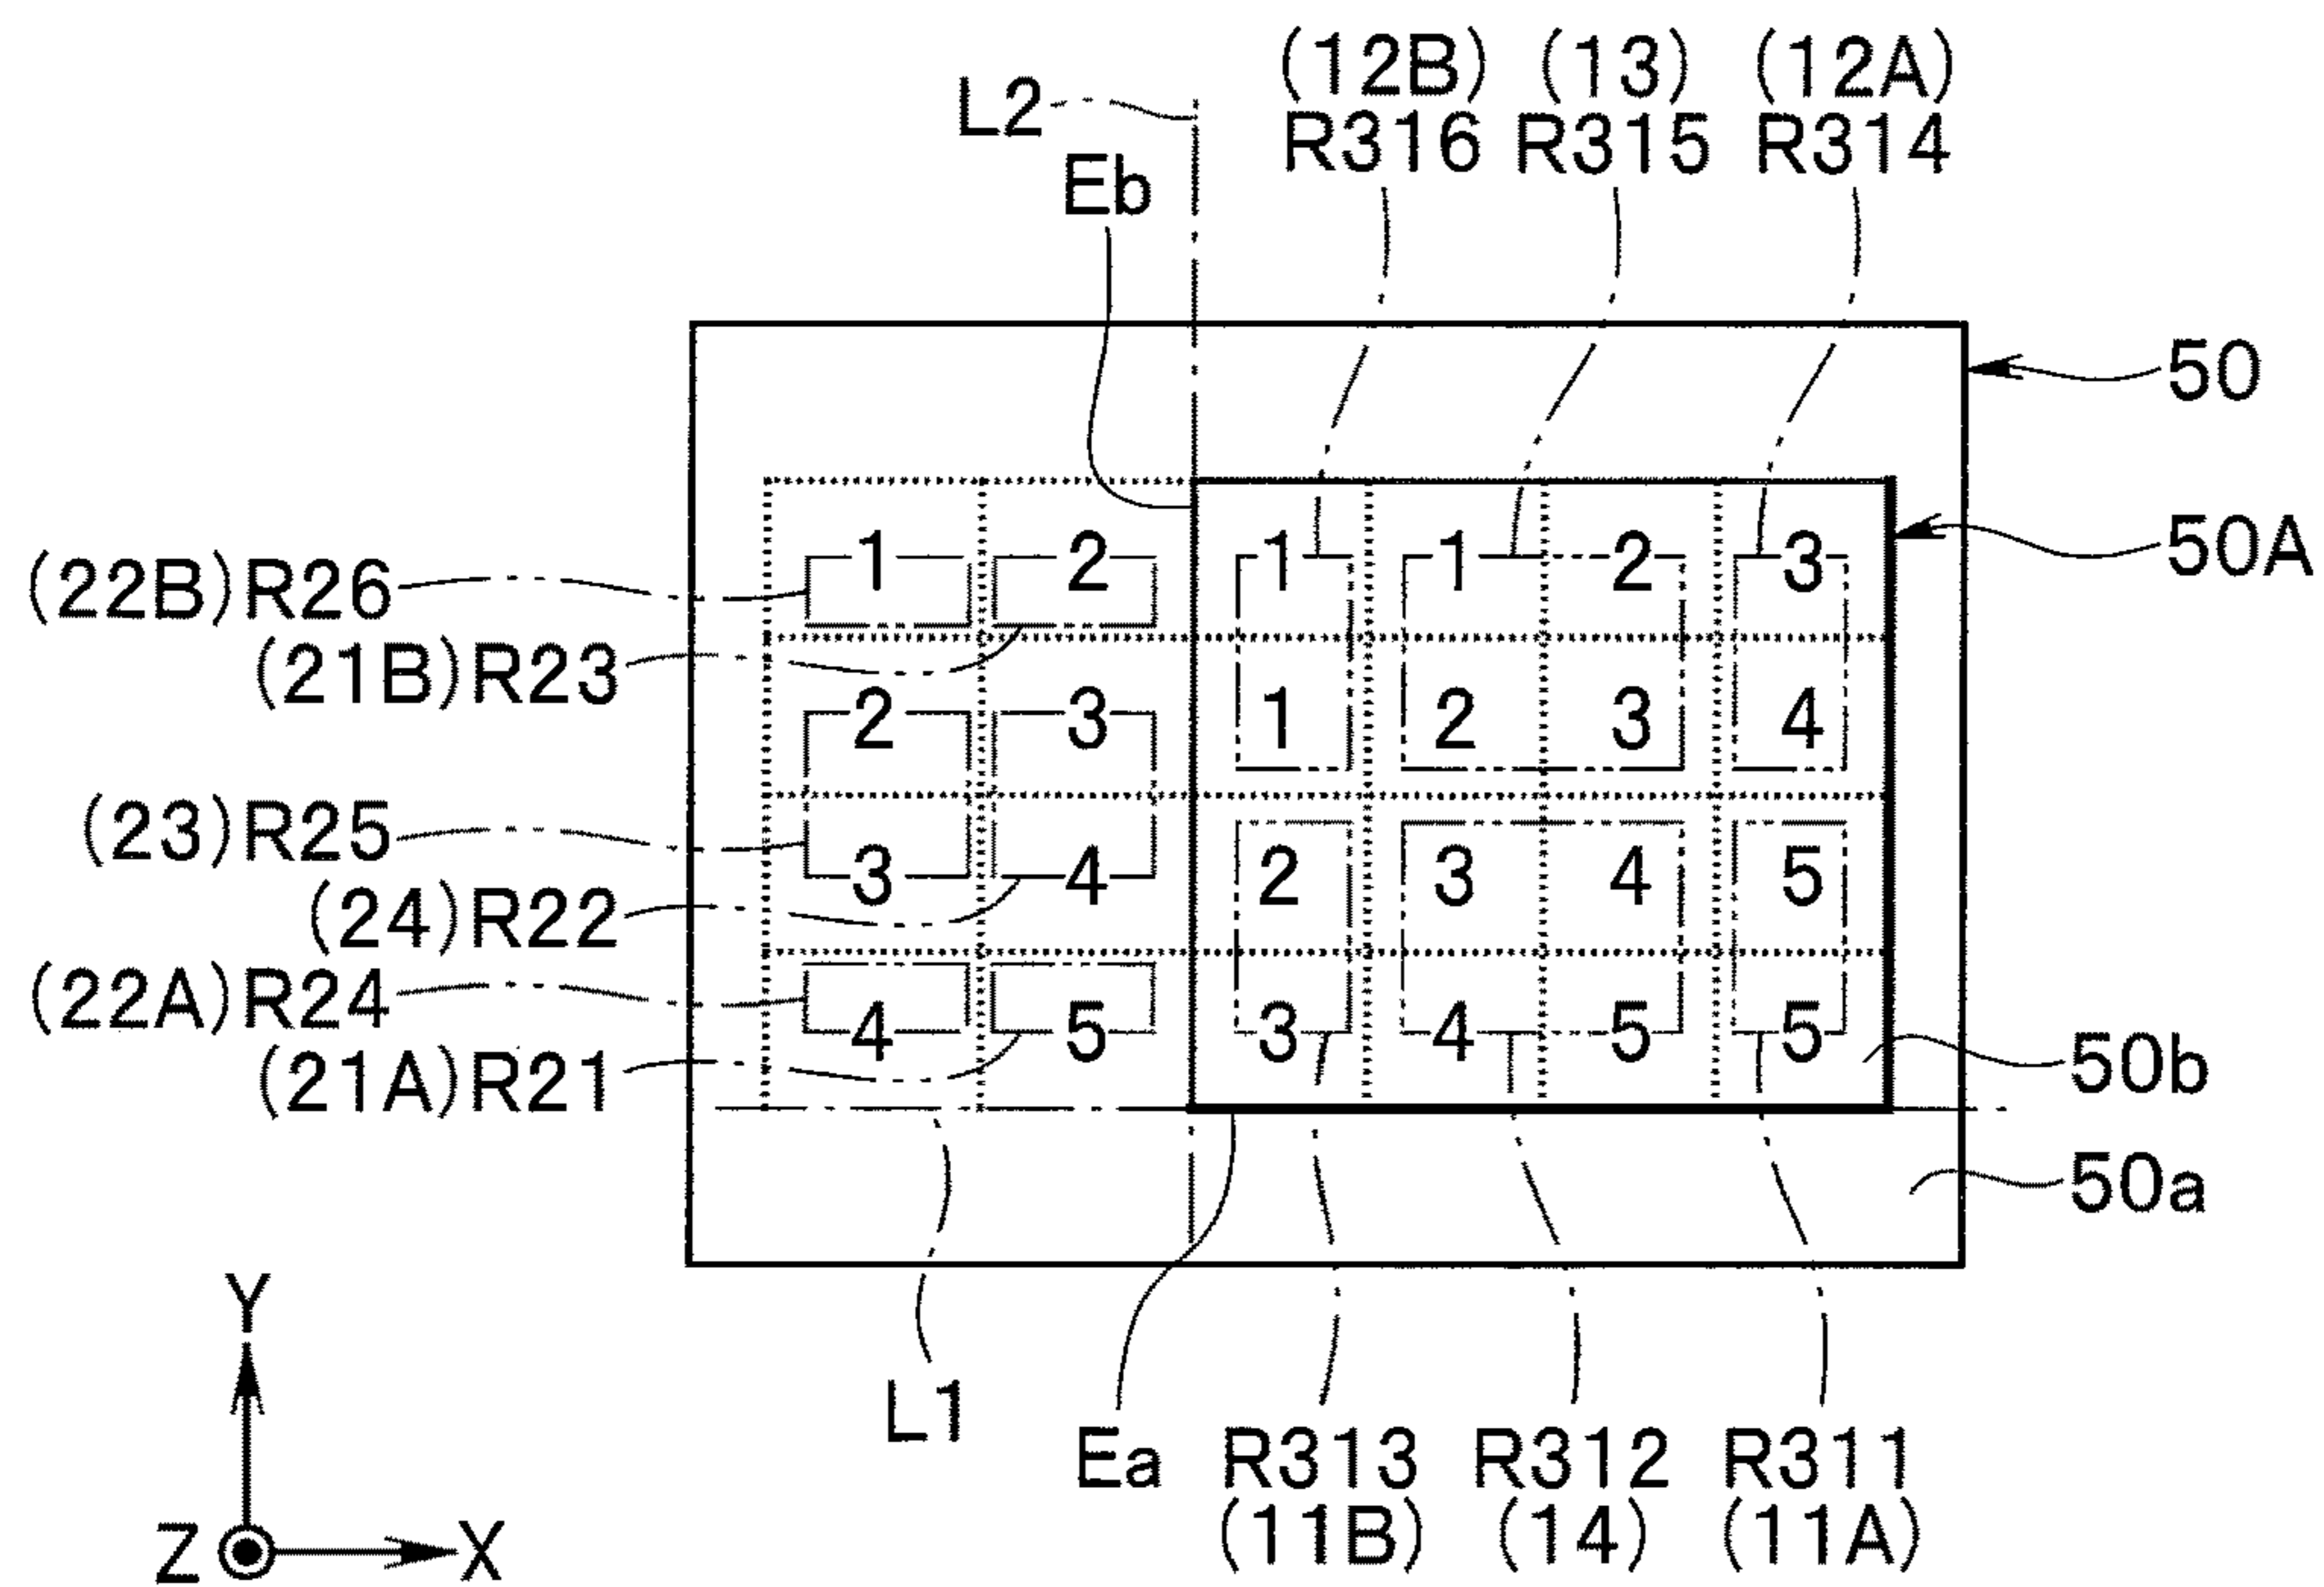 (12B) (13) (12A)
L2 R316 R315 R314
Eb
50
50A
1 2 1 1 2 3
(22B)R26
(21B)R23
2 3 1 2 3 4
(23)R25
3 4 2 3 4 5
(24)R22
(22A)R24
4 5 3 4 5 5
(21A)R21
50b
50a
Y
L1
Ea R313 R312 R311
(11B) (14) (11A)
Z X